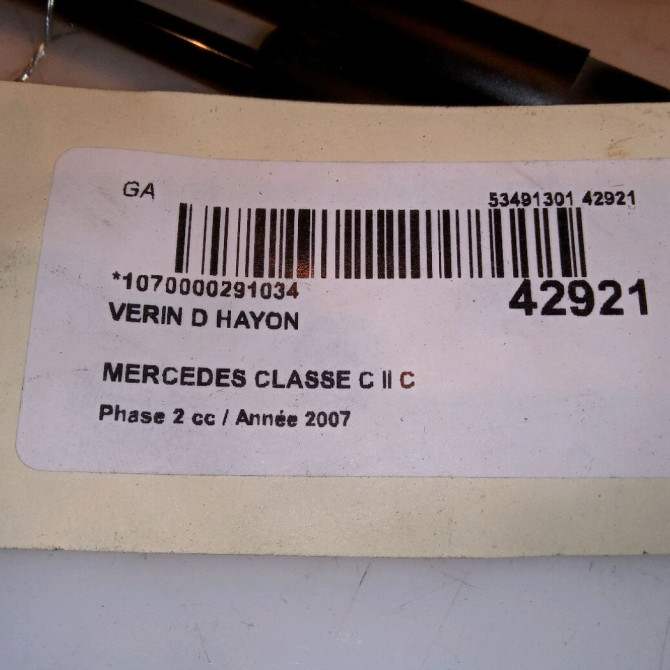 GA
53491301 42921
*1070000291034
42921
VERIN D HAYON
MERCEDES CLASSE C II C
Phase 2 cc / Année 2007